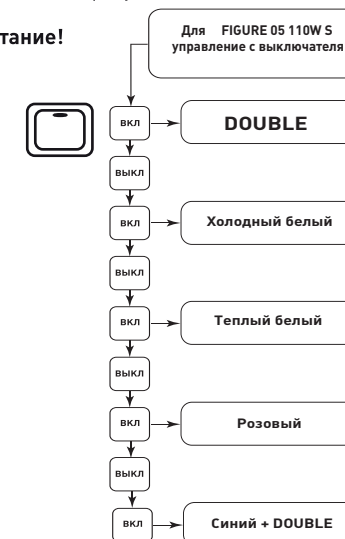 тание!
Для FIGURE 05 110W S
управление с выключателя
ВКЛ
DOUBLE
ВЫКЛ
ВКЛ
Холодный белый
ВЫКЛ
ВКЛ
Теплый белый
ВЫКЛ
ВКЛ
Розовый
ВЫКЛ
ВКЛ
Синий + DOUBLE